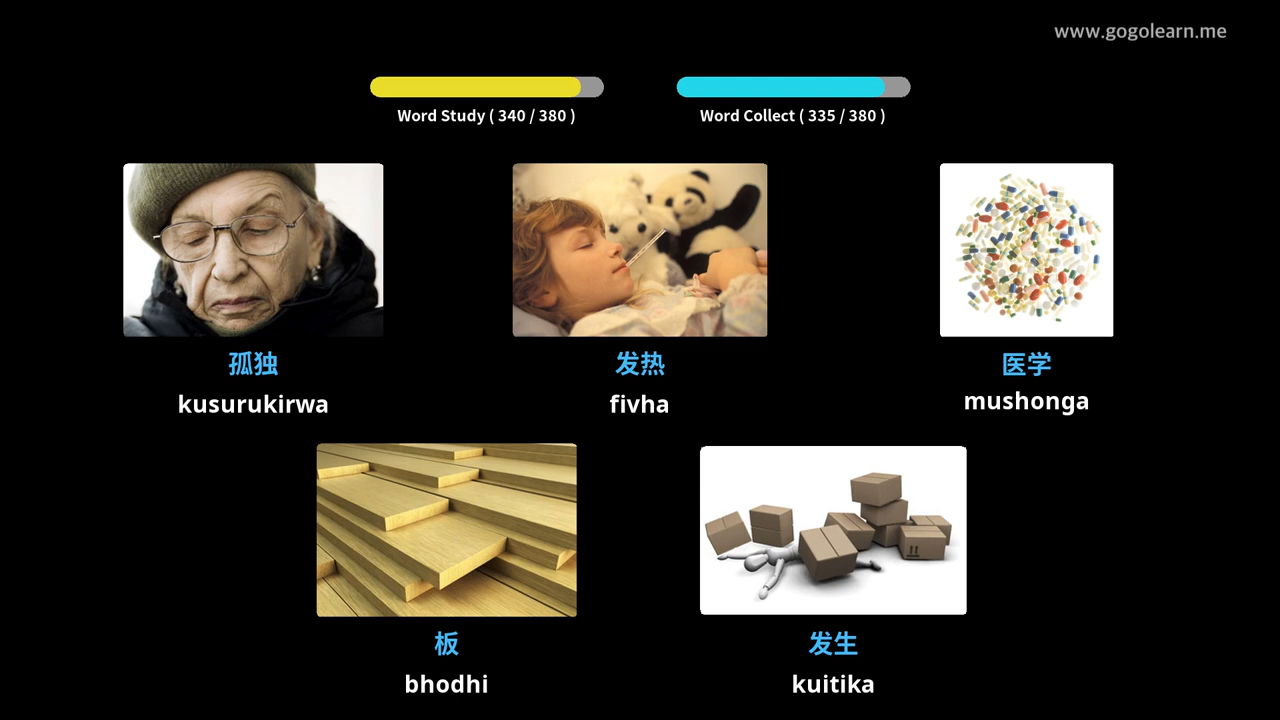 www.gogolearn.me
Word Study ( 340 / 380 )
Word Collect ( 335 / 380 )
孤独
kusurukirwa
发热
fivha
医学
mushonga
板
bhodhi
发生
kuitika